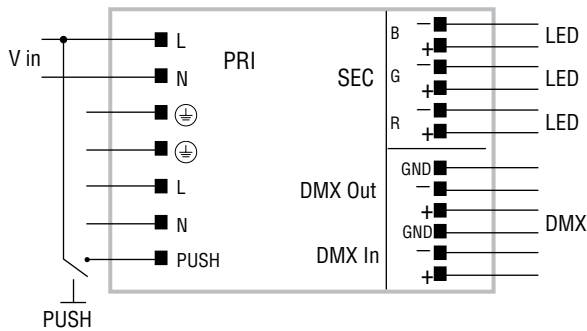 V in
L
N
L
N
PUSH
PUSH
PRI
SEC
B − +
G − +
R − +
LED
LED
LED
DMX Out
GND
−
+
DMX In
GND
−
+
DMX